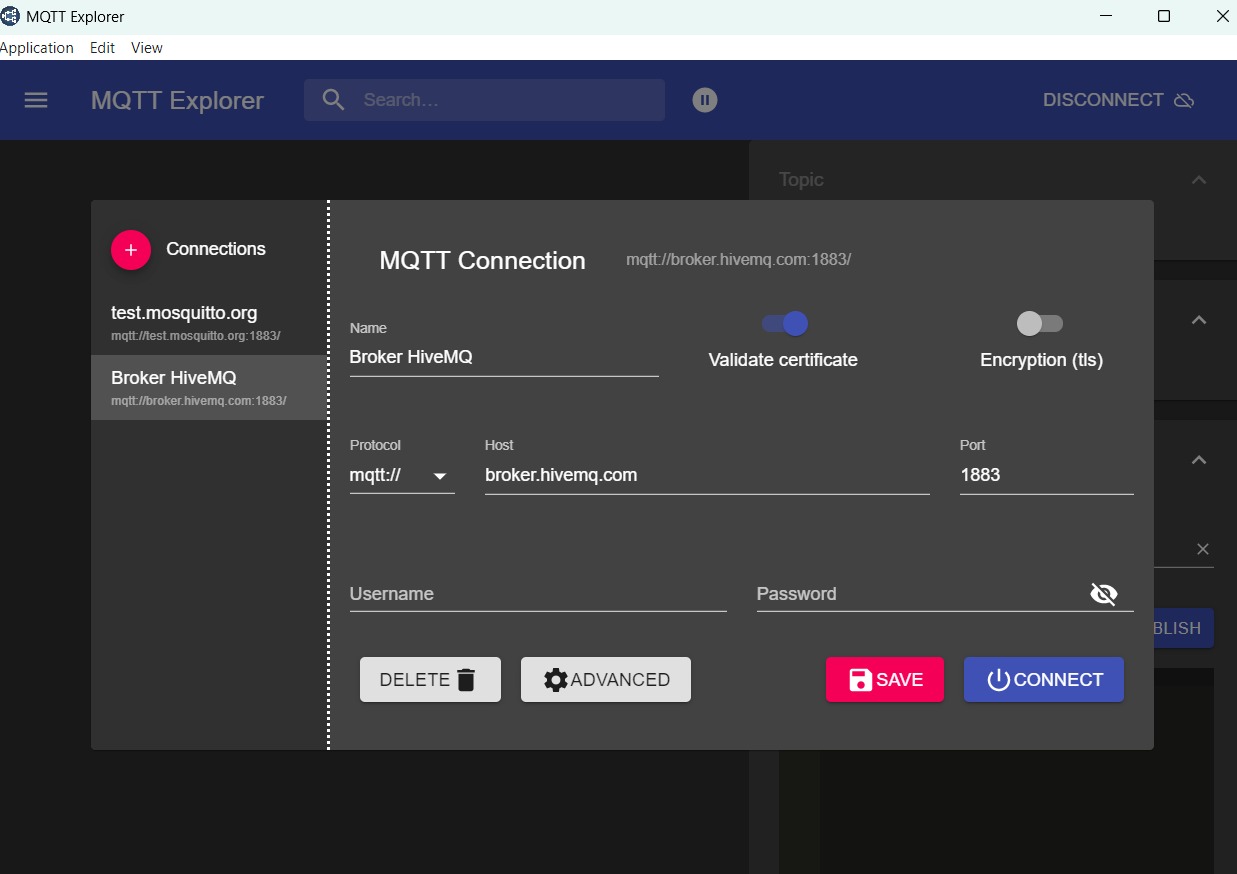 MQTT Explorer
Application Edit View
MQTT Explorer Search... DISCONNECT
Topic
Connections
test.mosquitto.org
mqtt://test.mosquitto.org:1883/
Broker HiveMQ
mqtt://broker.hivemq.com:1883/
MQTT Connection mqtt://broker.hivemq.com:1883/
Name
Broker HiveMQ
Validate certificate Encryption (tls)
Protocol Host Port
mqtt:// broker.hivemq.com 1883
Username Password
BLISH
DELETE ADVANCED SAVE CONNECT